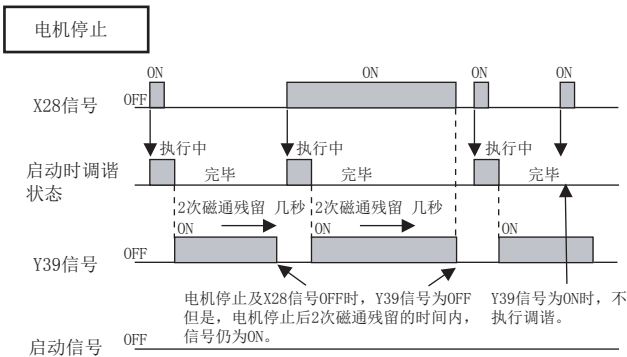 电机停止
ON ON ON ON
X28信号 OFF
执行中 执行中 执行中
启动时调谐
状态
完毕 完毕 完毕
2次磁通残留 几秒 2次磁通残留 几秒
ON ON ON
Y39信号 OFF
电机停止及X28信号OFF时，Y39信号为OFF
但是，电机停止后2次磁通残留的时间内，
信号仍为ON。
Y39信号为ON时，不
执行调谐。
启动信号 OFF